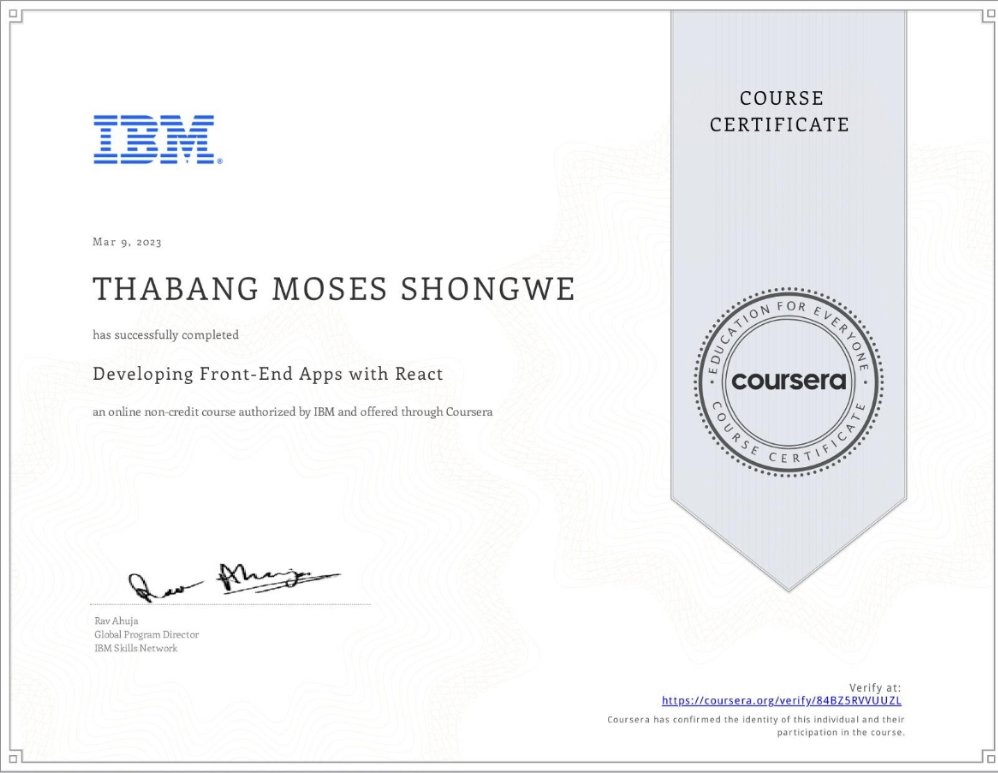 IBM®
COURSE
CERTIFICATE
Mar 9, 2023
THABANG MOSES SHONGWE
has successfully completed
Developing Front-End Apps with React
an online non-credit course authorized by IBM and offered through Coursera
EDUCATION FOR EVERYONE
coursera
COURSE CERTIFICATE
Rav Ahuja
Rav Ahuja
Global Program Director
IBM Skills Network
Verify at:
https://coursera.org/verify/84BZ5RVVUUZL
Coursera has confirmed the identity of this individual and their
participation in the course.